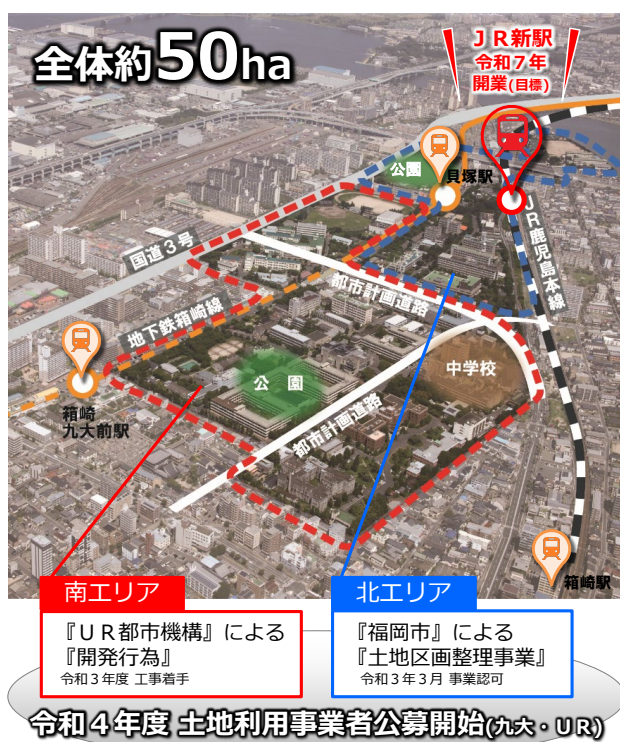 全体約50ha
JR新駅
令和7年
開業(目標)
公園
貝塚駅
国道3号
JR鹿児島本線
都市計画道路
地下鉄箱崎線
中学校
公園
箱崎
九大前駅
都市計画道路
箱崎駅
南エリア
『UR都市機構』による
『開発行為』
令和3年度 工事着手
北エリア
『福岡市』による
『土地区画整理事業』
令和3年3月 事業認可
令和4年度 土地利用事業者公募開始(九大・UR)